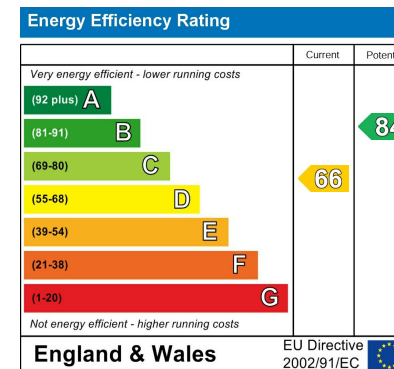 Energy Efficiency Rating
Current Potent
Very energy efficient - lower running costs
(92 plus) A
(81-91) B
84
(69-80) C
66
(55-68) D
(39-54) E
(21-38) F
(1-20) G
Not energy efficient - higher running costs
England & Wales
EU Directive
2002/91/EC